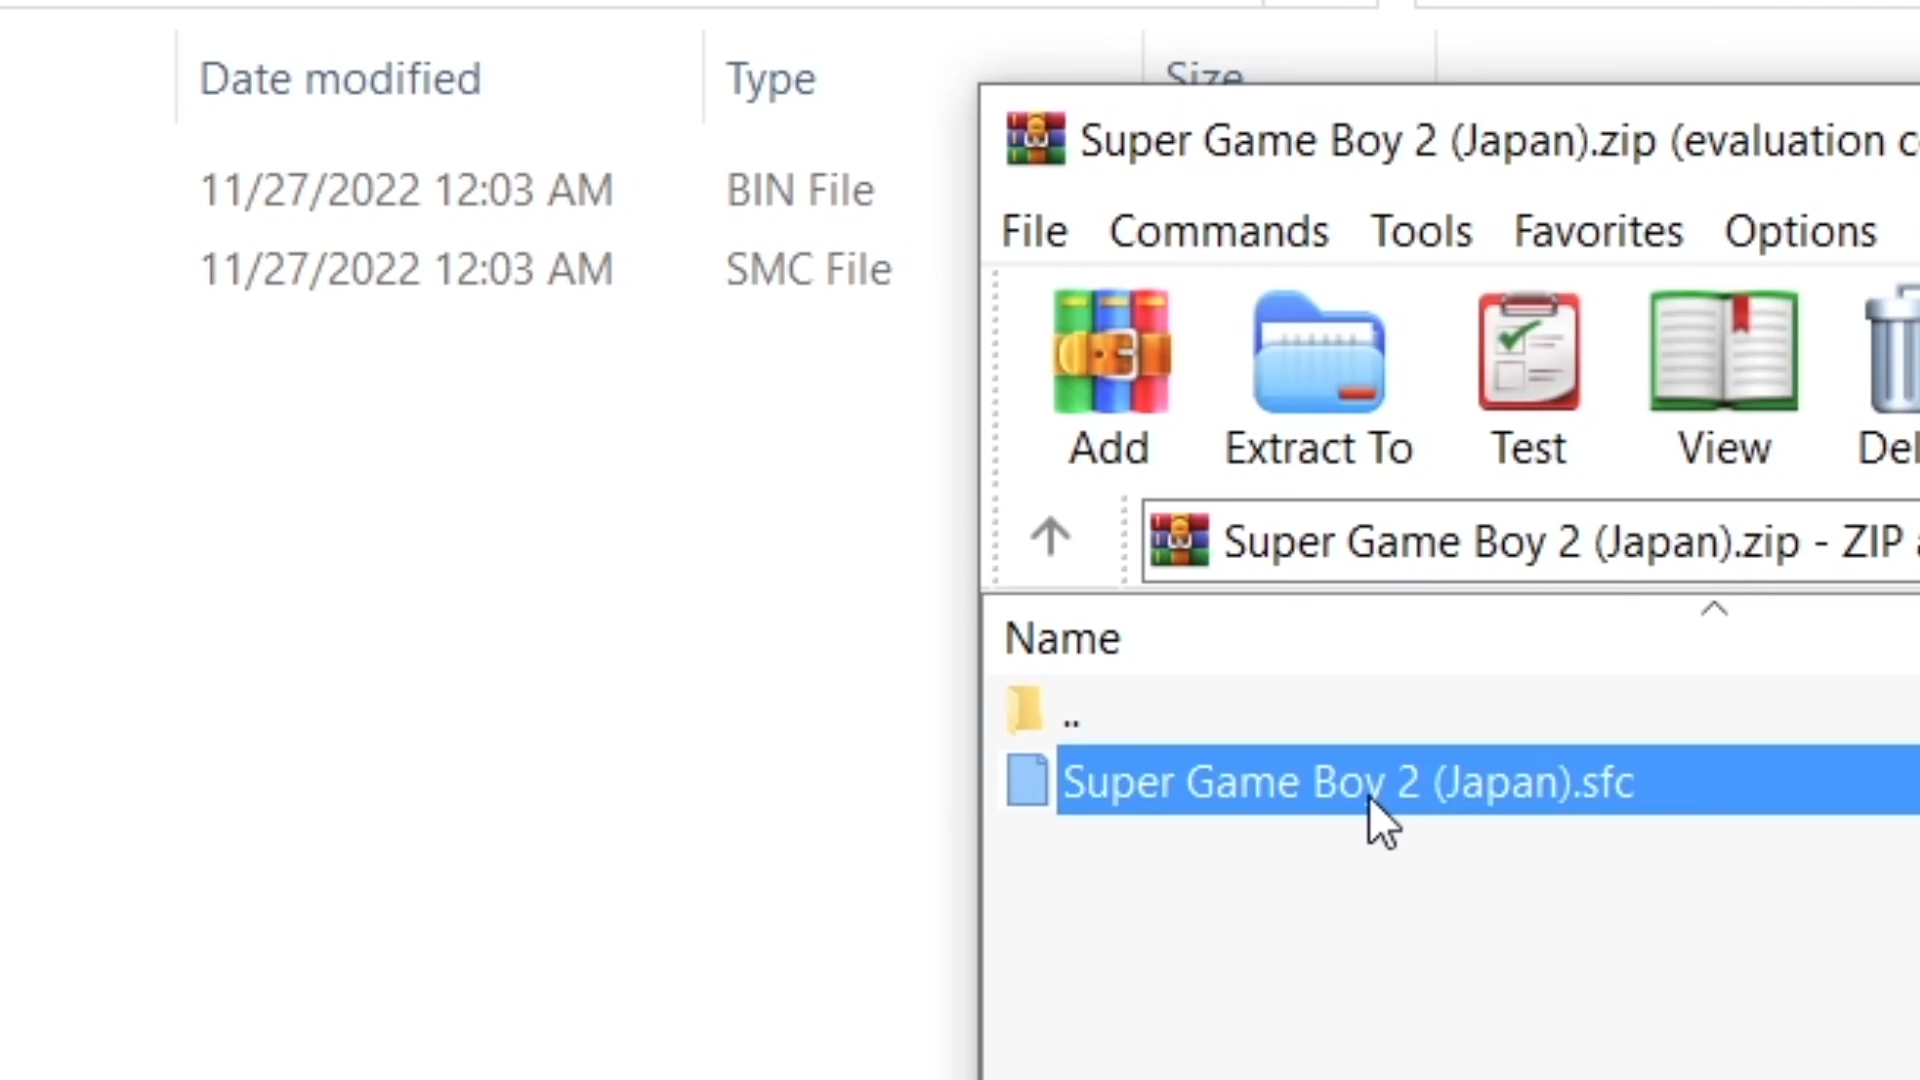 Date modified
Type
Size
11/27/2022 12:03 AM
BIN File
11/27/2022 12:03 AM
SMC File
Super Game Boy 2 (Japan).zip (evaluation
File
Commands
Tools
Favorites
Options
Add
Extract To
Test
View
Super Game Boy 2 (Japan).zip - ZIP
Name
..
Super Game Boy 2 (Japan).sfc